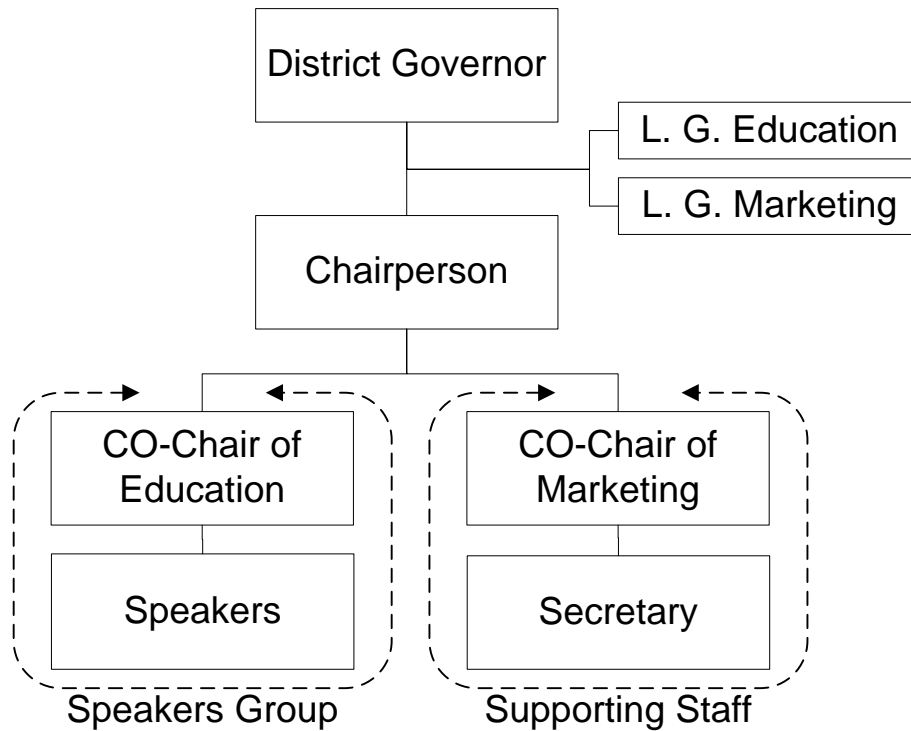 District Governor
L. G. Education
L. G. Marketing
Chairperson
CO-Chair of
Education
CO-Chair of
Marketing
Speakers
Secretary
Speakers Group
Supporting Staff